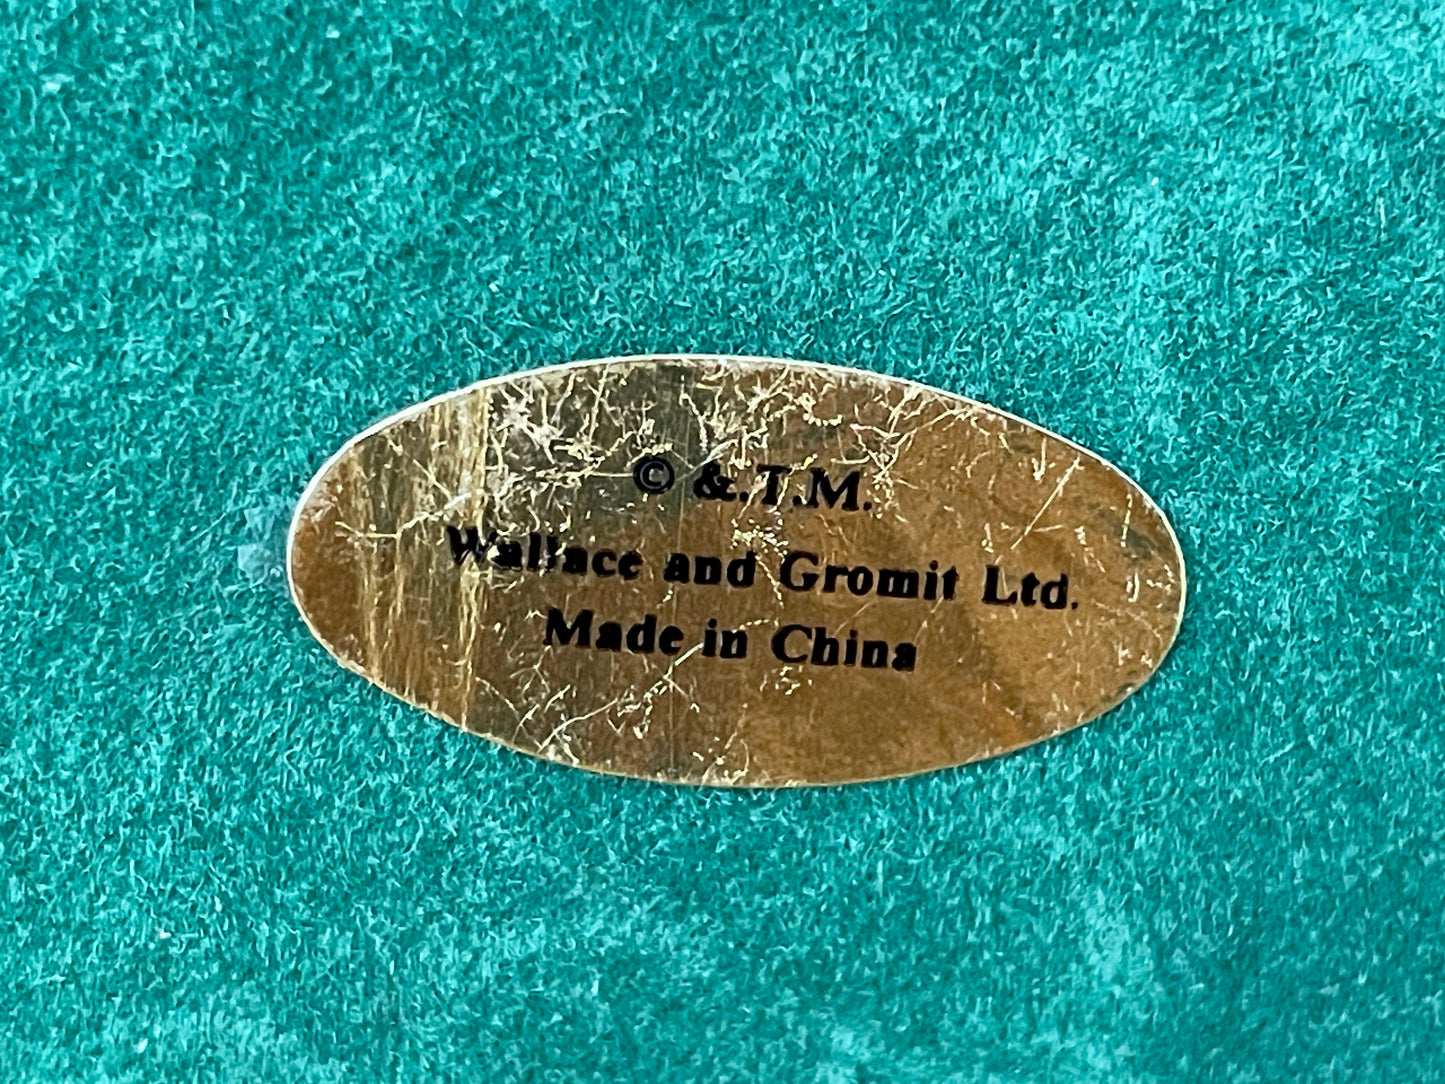 © &.T.M.
Wallace and Gromit Ltd.
Made in China